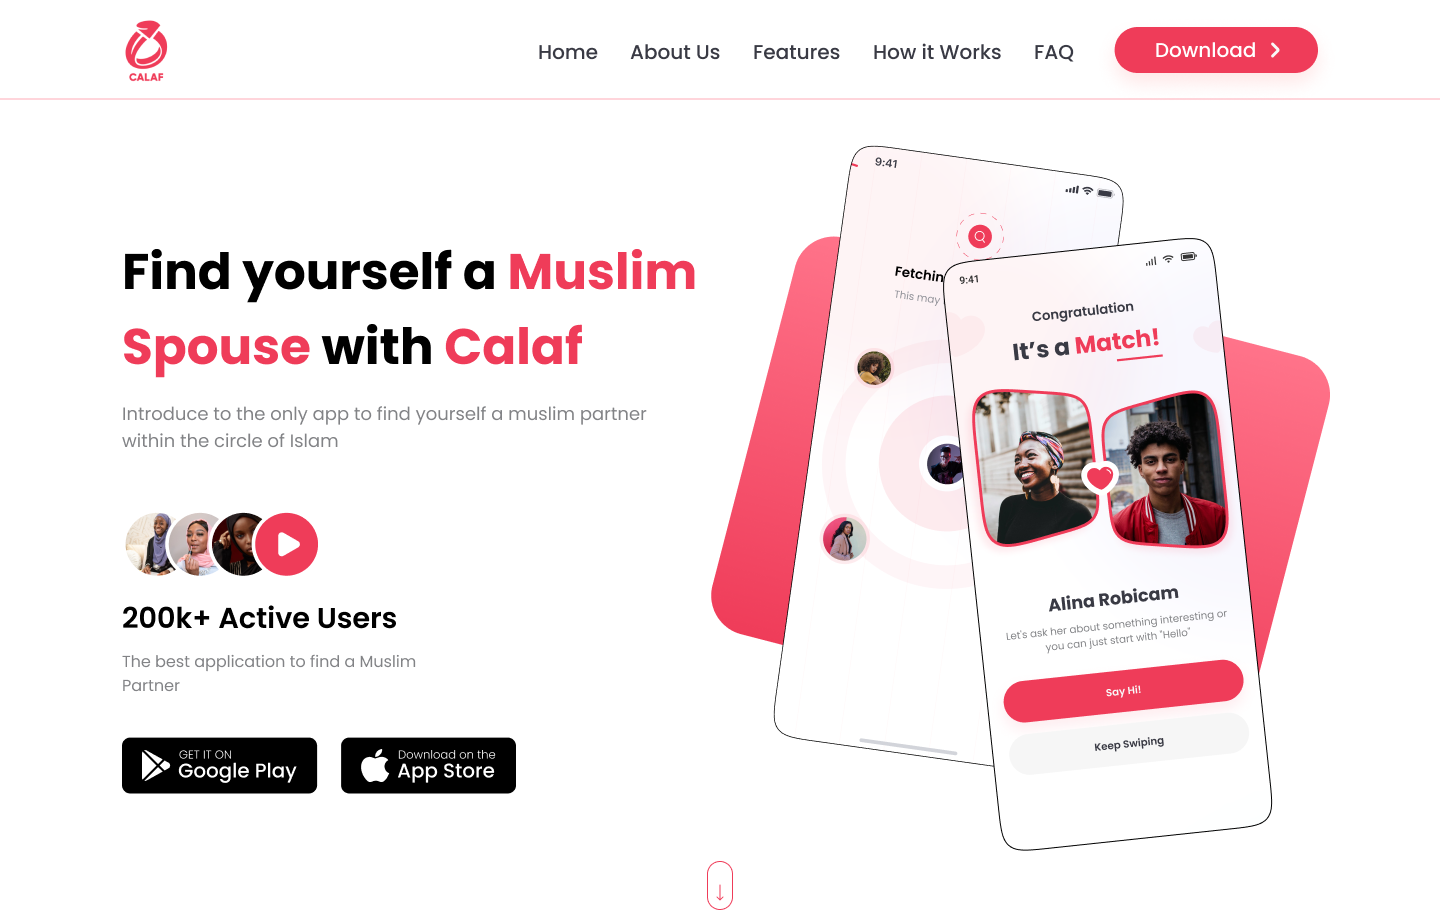 CALAF
Home
About Us
Features
How it Works
FAQ
Download
Find yourself a Muslim
Spouse with Calaf
Introduce to the only app to find yourself a muslim partner
within the circle of Islam
200k+ Active Users
The best application to find a Muslim
Partner
GET IT ON
Google Play
Download on the
App Store
9:41
This may
9:41
Congratulation
It's a Match!
Alina Robicam
Let's ask her about something interesting or
you can just start with "Hello"
Say Hi!
Keep Swiping